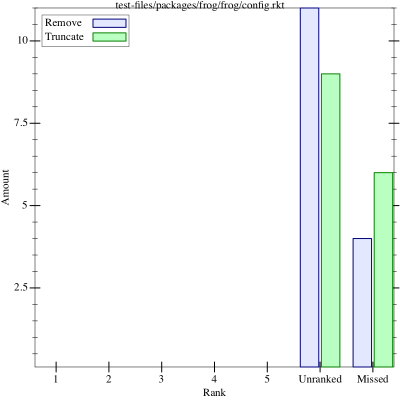 test-files/packages/frog/frog/config.rkt
Remove
Truncate
10
7.5
5
2.5
Amount
1 2 3 4 5 Unranked Missed
Rank